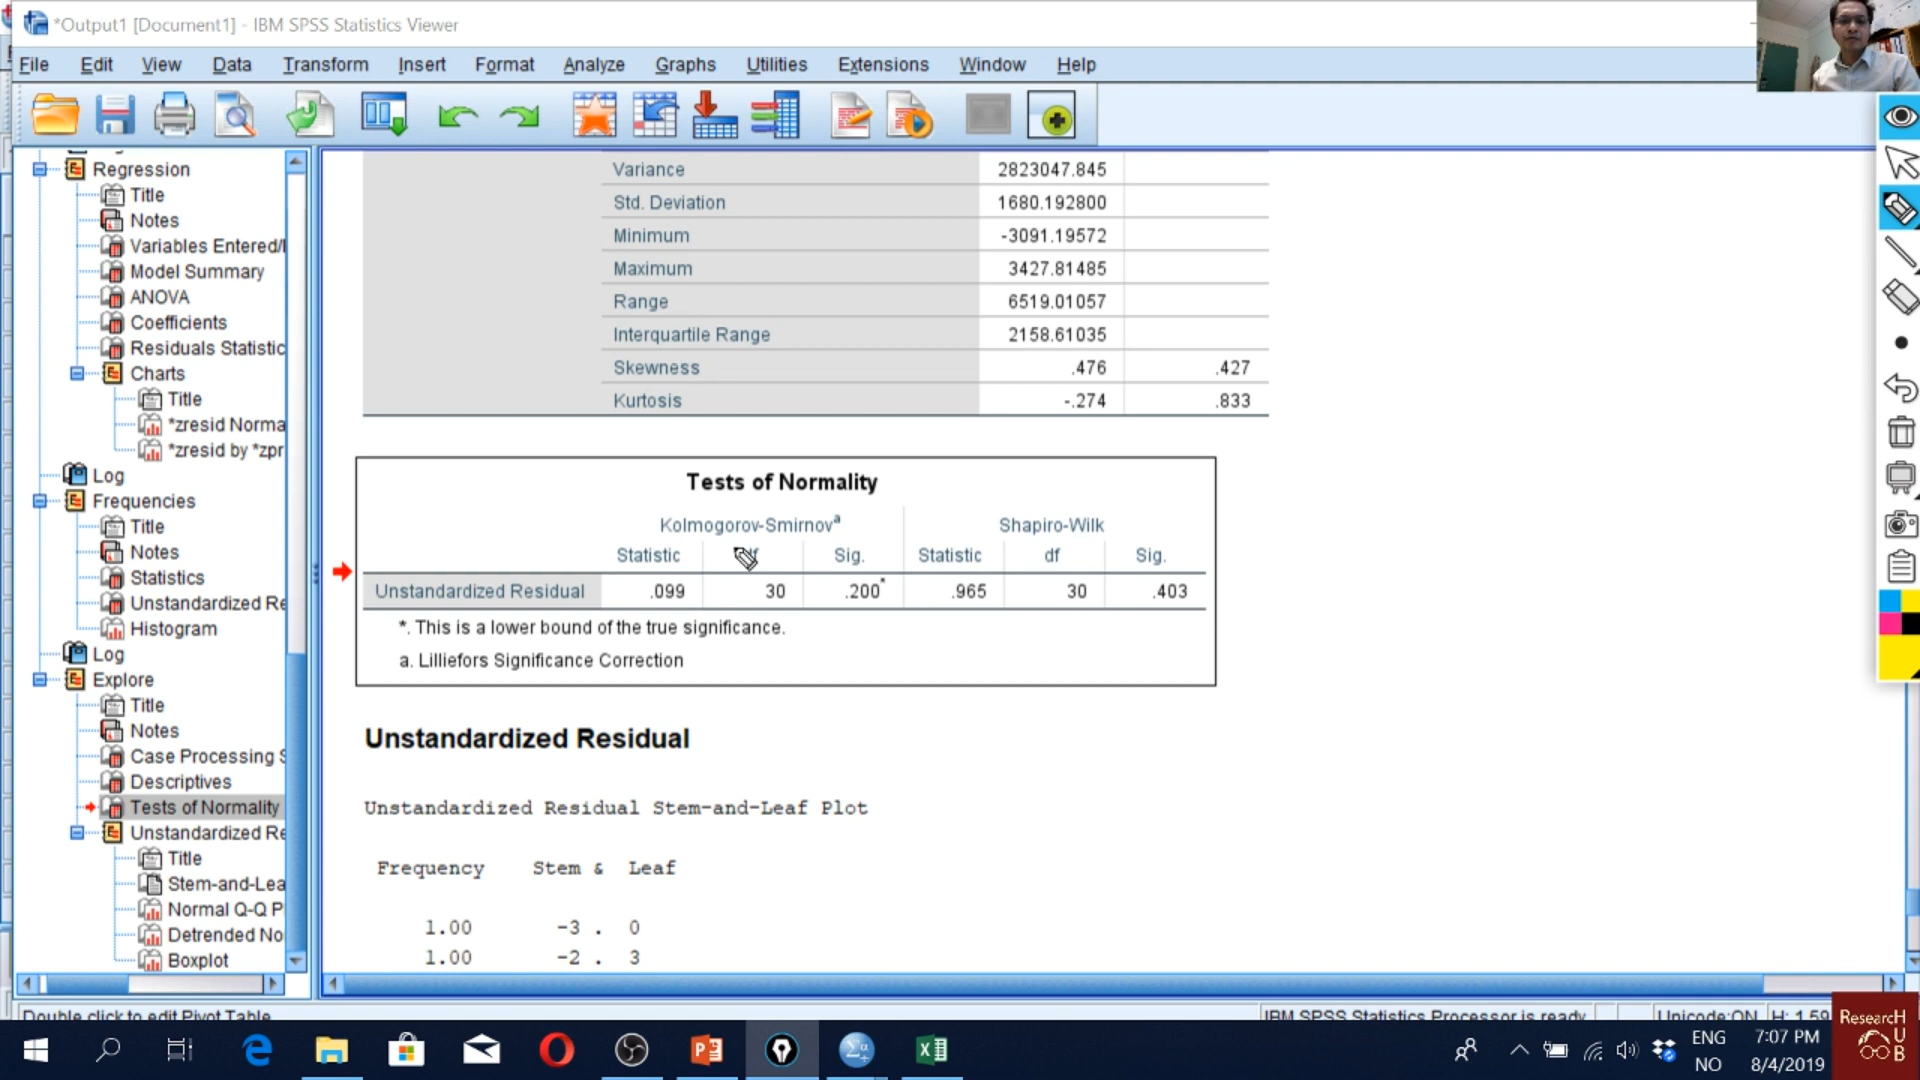 *Output1 [Document1] - IBM SPSS Statistics Viewer
File Edit View Data Transform Insert Format Analyze Graphs Utilities Extensions Window Help
Regression
Title
Notes
Variables Entered/
Model Summary
ANOVA
Coefficients
Residuals Statistic
Charts
Title
*zresid Norma
*zresid by *zpr
Log
Frequencies
Title
Notes
Statistics
Unstandardized Re
Histogram
Log
Explore
Title
Notes
Case Processing S
Descriptives
Tests of Normality
Unstandardized Re
Title
Stem-and-Lea
Normal Q-Q P
Detrended No
Boxplot
Variance 2823047.845
Std. Deviation 1680.192800
Minimum -3091.19572
Maximum 3427.81485
Range 6519.01057
Interquartile Range 2158.61035
Skewness .476 .427
Kurtosis -.274 .833
Tests of Normality
Kolmogorov-Smirnov^a Shapiro-Wilk
Statistic Sig. Statistic df Sig.
Unstandardized Residual .099 30 .200* .965 30 .403
*. This is a lower bound of the true significance.
a. Lilliefors Significance Correction
Unstandardized Residual
Unstandardized Residual Stem-and-Leaf Plot
Frequency Stem & Leaf
1.00 -3 . 0
1.00 -2 . 3
Double click to edit Pivot Table
IBM SPSS Statistics Processor is ready Unicode:ON H: 1.59
ENG
NO
7:07 PM
8/4/2019
ResearcH
U
B